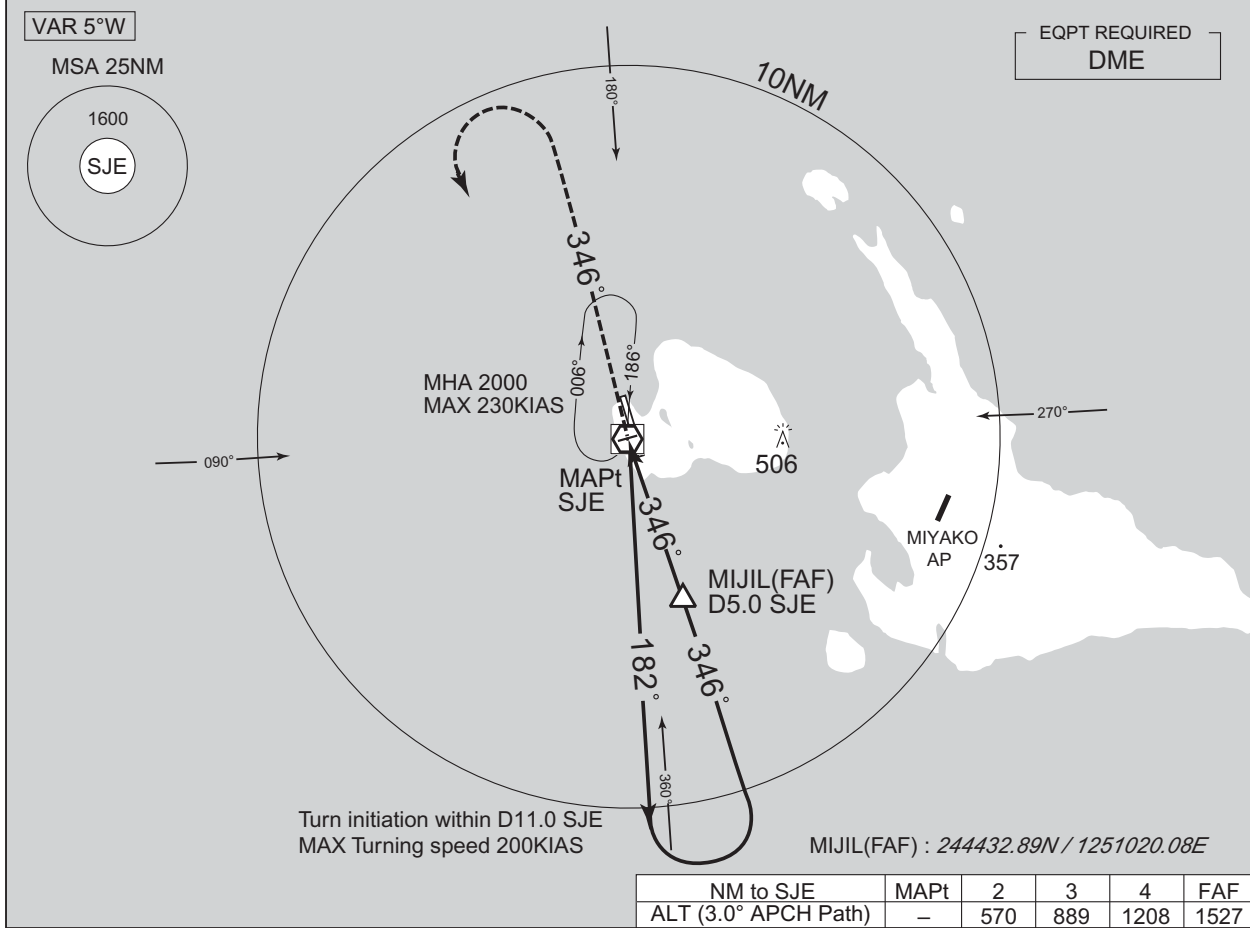 VAR 5°W
MSA 25NM
1600
SJE
EQPT REQUIRED
DME
10NM
180°
346°
MHA 2000
MAX 230KIAS
006°
186°
270°
090°
506
MAPt
SJE
346°
MIYAKO
AP
357
MIJIL(FAF)
D5.0 SJE
182°
346°
360°
Turn initiation within D11.0 SJE
MAX Turning speed 200KIAS
MIJIL(FAF) : 244432.89N / 1251020.08E
NM to SJE MAPt 2 3 4 FAF
ALT (3.0° APCH Path) – 570 889 1208 1527